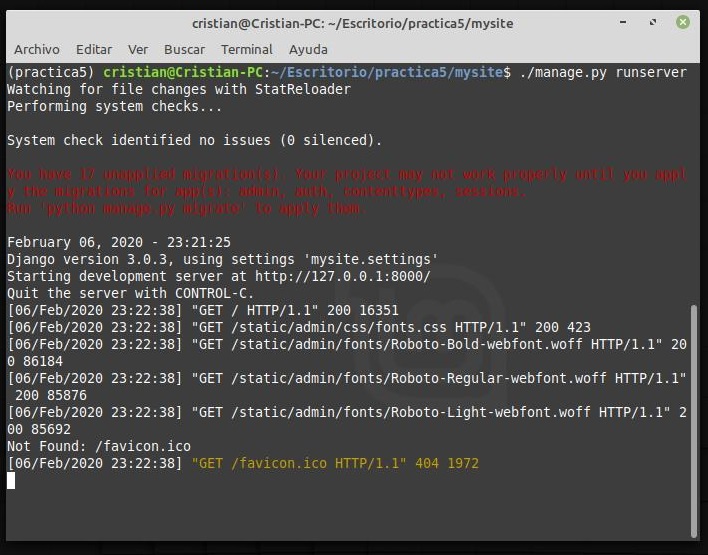 cristian@Cristian-PC: ~/Escritorio/practica5/mysite
Archivo Editar Ver Buscar Terminal Ayuda
(practica5) cristian@Cristian-PC:~/Escritorio/practica5/mysite$ ./manage.py runserver
Watching for file changes with StatReloader
Performing system checks...
System check identified no issues (0 silenced).
You have 17 unapplied migration(s). Your project may not work properly until you appl
y the migrations for app(s): admin, auth, contenttypes, sessions.
Run 'python manage.py migrate' to apply them.
February 06, 2020 - 23:21:25
Django version 3.0.3, using settings 'mysite.settings'
Starting development server at http://127.0.0.1:8000/
Quit the server with CONTROL-C.
[06/Feb/2020 23:22:38] "GET / HTTP/1.1" 200 16351
[06/Feb/2020 23:22:38] "GET /static/admin/css/fonts.css HTTP/1.1" 200 423
[06/Feb/2020 23:22:38] "GET /static/admin/fonts/Roboto-Bold-webfont.woff HTTP/1.1" 20
0 86184
[06/Feb/2020 23:22:38] "GET /static/admin/fonts/Roboto-Regular-webfont.woff HTTP/1.1"
 200 85876
[06/Feb/2020 23:22:38] "GET /static/admin/fonts/Roboto-Light-webfont.woff HTTP/1.1" 2
00 85692
Not Found: /favicon.ico
[06/Feb/2020 23:22:38] "GET /favicon.ico HTTP/1.1" 404 1972